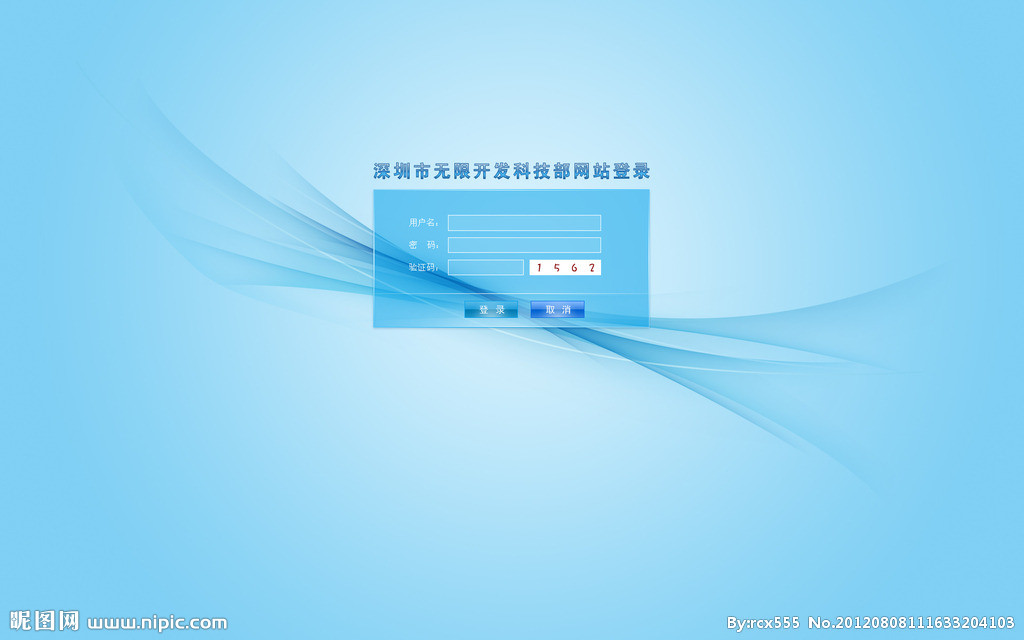 深圳市无限开发科技部网站登录
用户名：
密 码：
验证码： 1 5 6 2
登 录 取 消
昵图网 www.nipic.com By:rcx555 No.20120808111633204103